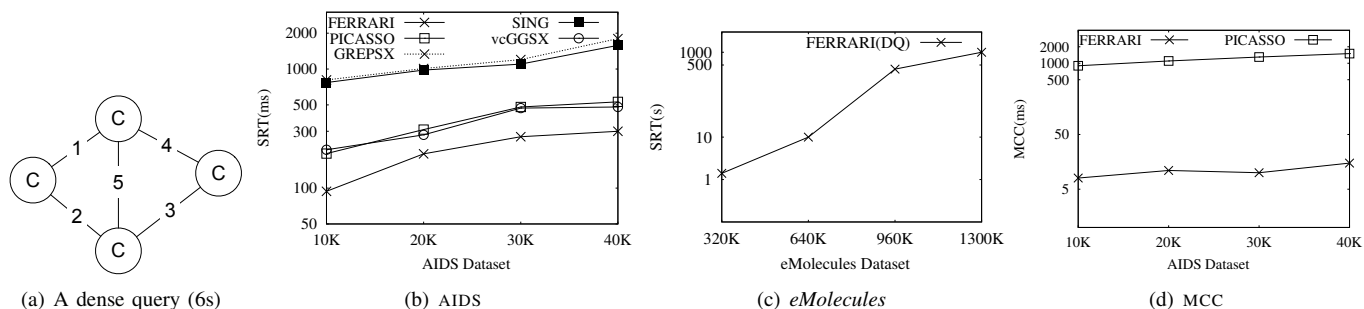 C
1
4
C
5
C
2
3
C
(a) A dense query (6s)
FERRARI
PICASSO
GREPSX
SING
vcGGSX
2000
1000
500
300
100
50
SRT(ms)
10K 20K 30K 40K
AIDS Dataset
(b) AIDS
FERRARI(DQ)
1000
500
10
1
SRT(s)
320K 640K 960K 1300K
eMolecules Dataset
(c) eMolecules
FERRARI
PICASSO
2000
1000
500
50
5
MCC(ms)
10K 20K 30K 40K
AIDS Dataset
(d) MCC